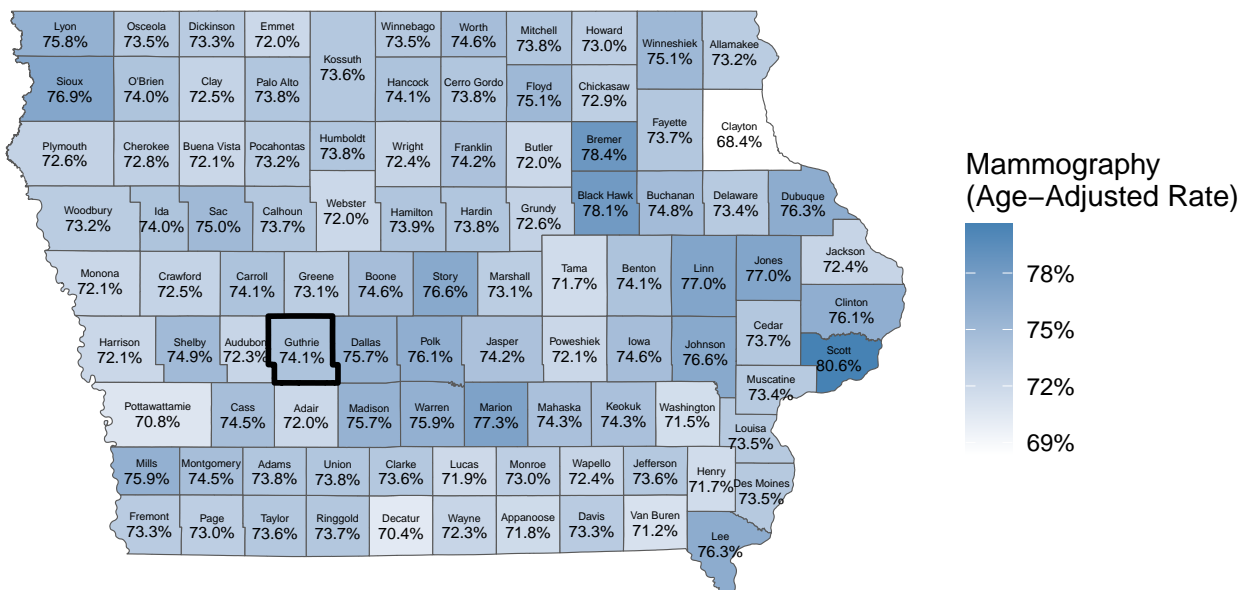 Lyon
75.8%
Osceola
73.5%
Dickinson
73.3%
Emmet
72.0%
Kossuth
73.6%
Winnebago
73.5%
Worth
74.6%
Mitchell
73.8%
Howard
73.0%
Winneshiek
75.1%
Allamakee
73.2%
Sioux
76.9%
O'Brien
74.0%
Clay
72.5%
Palo Alto
73.8%
Hancock
74.1%
Cerro Gordo
73.8%
Floyd
75.1%
Chickasaw
72.9%
Plymouth
72.6%
Cherokee
72.8%
Buena Vista
72.1%
Pocahontas
73.2%
Humboldt
73.8%
Wright
72.4%
Franklin
74.2%
Butler
72.0%
Bremer
78.4%
Fayette
73.7%
Clayton
68.4%
Woodbury
73.2%
Ida
74.0%
Sac
75.0%
Calhoun
73.7%
Webster
72.0%
Hamilton
73.9%
Hardin
73.8%
Grundy
72.6%
Black Hawk
78.1%
Buchanan
74.8%
Delaware
73.4%
Dubuque
76.3%
Monona
72.1%
Crawford
72.5%
Carroll
74.1%
Greene
73.1%
Boone
74.6%
Story
76.6%
Marshall
73.1%
Tama
71.7%
Benton
74.1%
Linn
77.0%
Jones
77.0%
Jackson
72.4%
Clinton
76.1%
Harrison
72.1%
Shelby
74.9%
Audubon
72.3%
Guthrie
74.1%
Dallas
75.7%
Polk
76.1%
Jasper
74.2%
Poweshiek
72.1%
Iowa
74.6%
Johnson
76.6%
Cedar
73.7%
Scott
80.6%
Muscatine
73.4%
Pottawattamie
70.8%
Cass
74.5%
Adair
72.0%
Madison
75.7%
Warren
75.9%
Marion
77.3%
Mahaska
74.3%
Keokuk
74.3%
Washington
71.5%
Louisa
73.5%
Mills
75.9%
Montgomery
74.5%
Adams
73.8%
Union
73.8%
Clarke
73.6%
Lucas
71.9%
Monroe
73.0%
Wapello
72.4%
Jefferson
73.6%
Henry
71.7%
Des Moines
73.5%
Fremont
73.3%
Page
73.0%
Taylor
73.6%
Ringgold
73.7%
Decatur
70.4%
Wayne
72.3%
Appanoose
71.8%
Davis
73.3%
Van Buren
71.2%
Lee
76.3%
Mammography
(Age−Adjusted Rate)
78%
75%
72%
69%